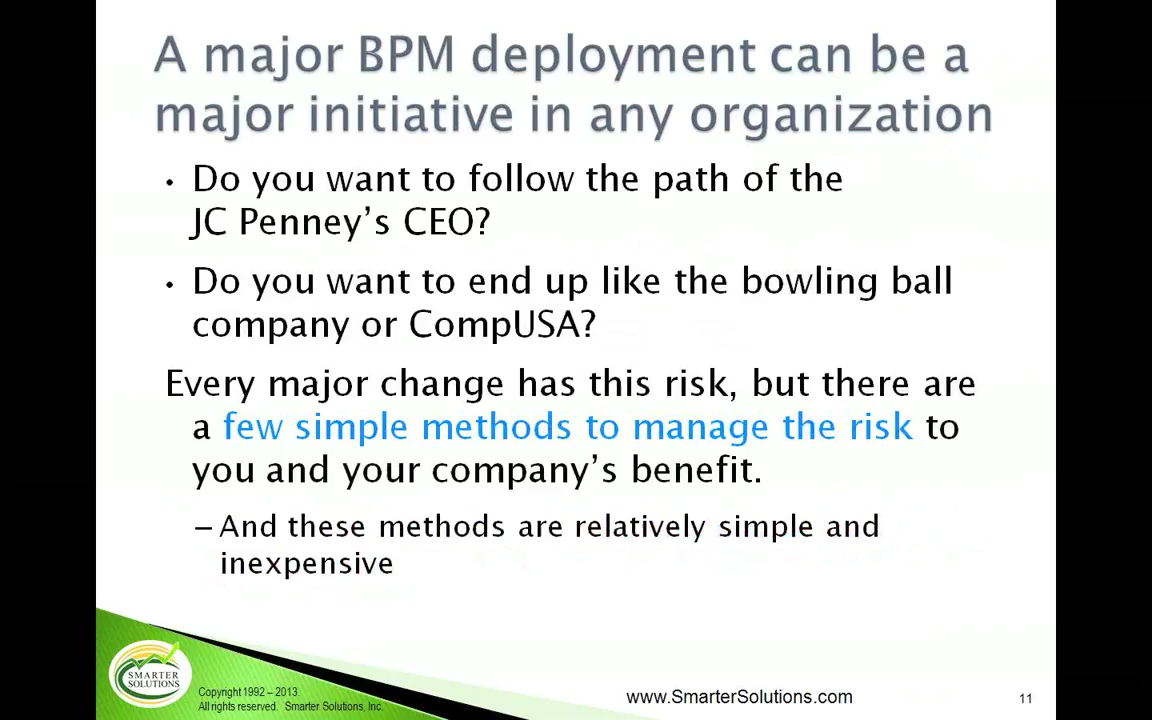 A major BPM deployment can be a
major initiative in any organization
• Do you want to follow the path of the
JC Penney's CEO?
• Do you want to end up like the bowling ball
company or CompUSA?
Every major change has this risk, but there are
a few simple methods to manage the risk to
you and your company's benefit.
– And these methods are relatively simple and
inexpensive
SMARTER
SOLUTIONS
Copyright 1992 – 2013.
All rights reserved. Smarter Solutions, Inc.
www.SmarterSolutions.com
11